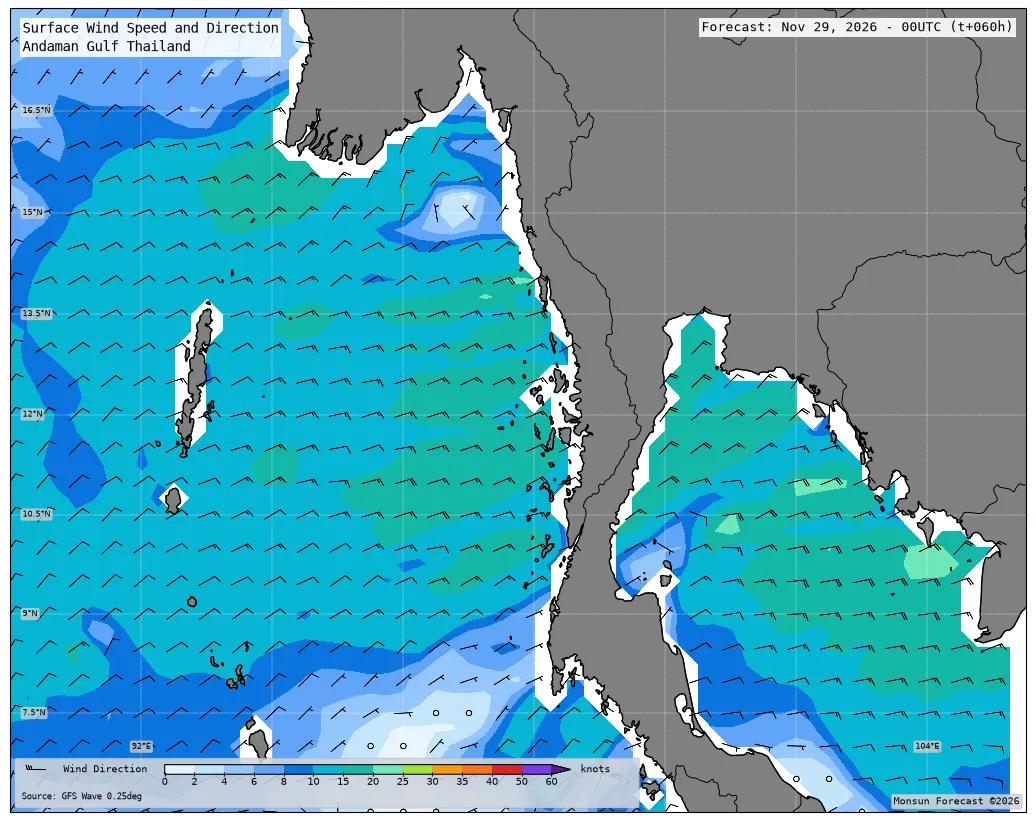 Surface Wind Speed and Direction
Andaman Gulf Thailand
Forecast: Nov 29, 2026 - 00UTC (t+060h)
16.5°N
15°N
13.5°N
12°N
10.5°N
9°N
7.5°N
92°E
104°E
Wind Direction
0 2 4 6 8 10 15 20 25 30 35 40 50 60
knots
Source: GFS Wave 0.25deg
Monsun Forecast ©2026